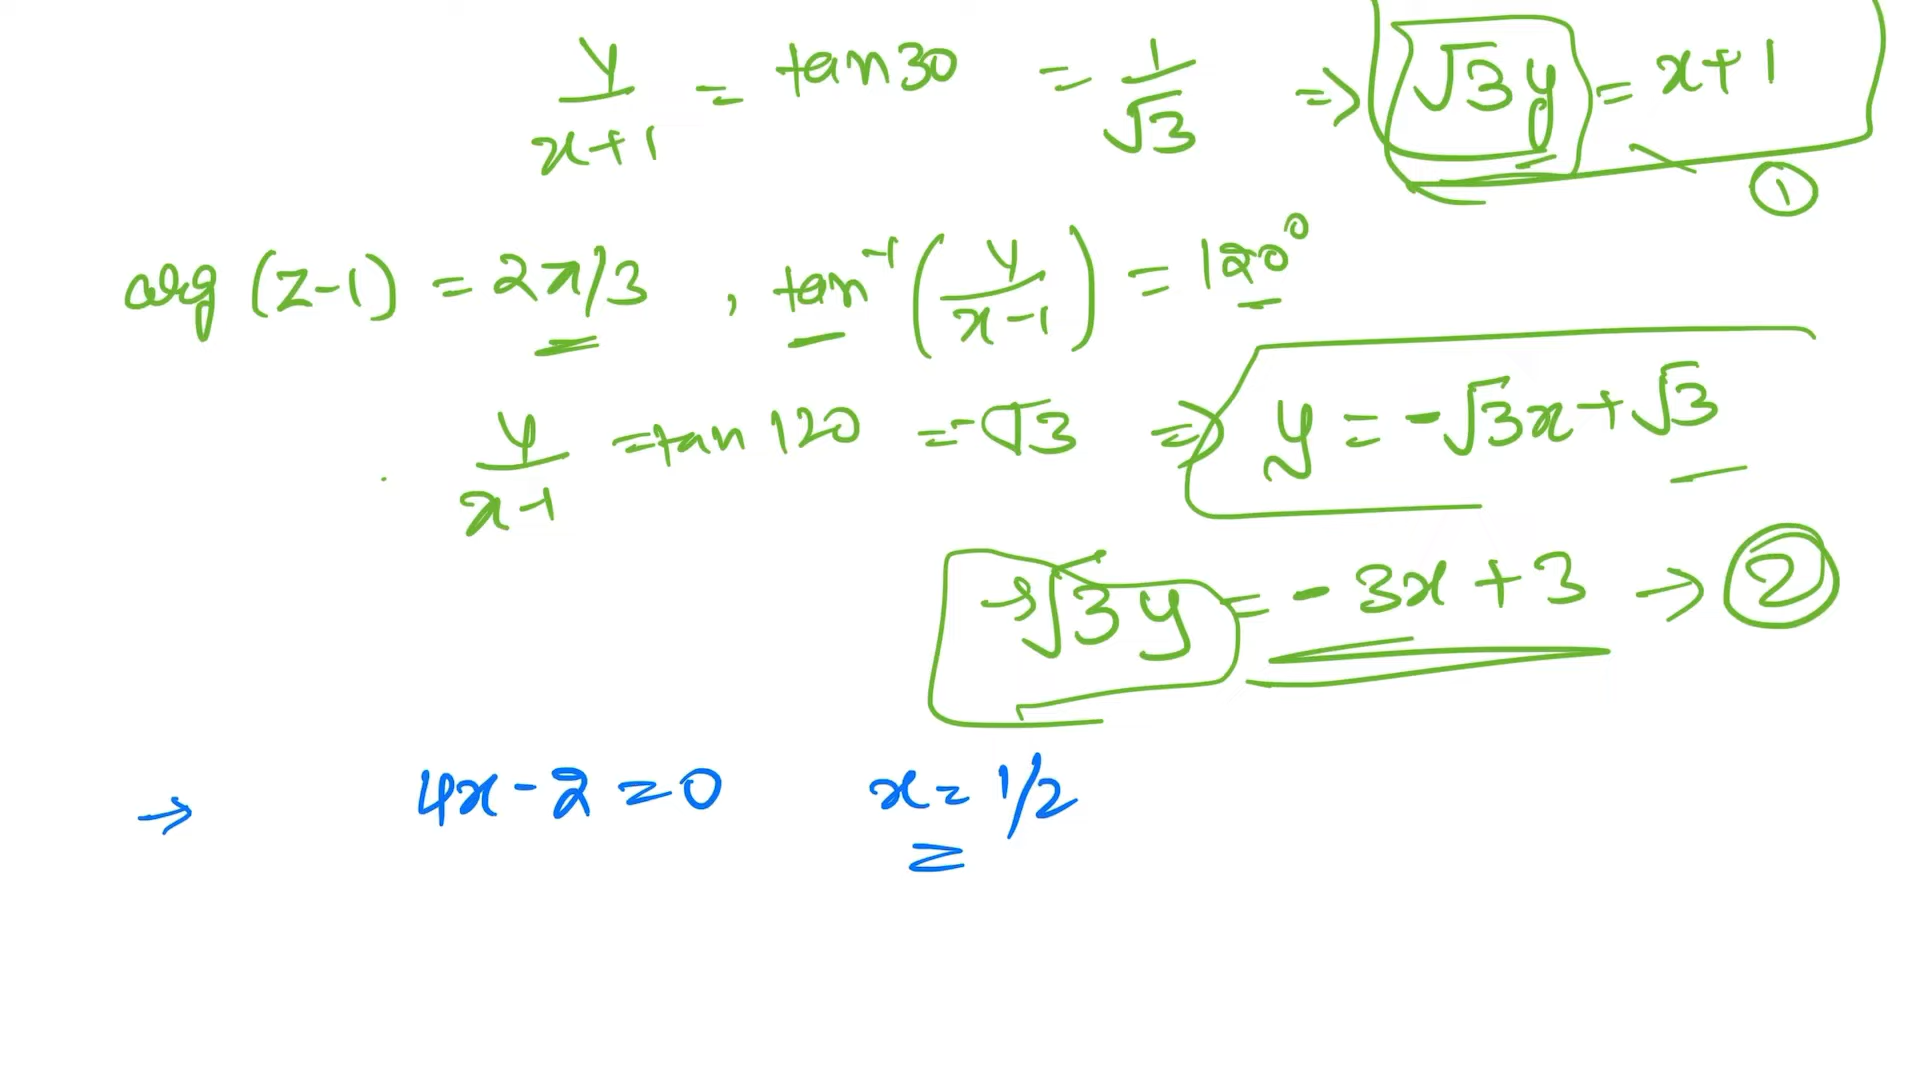 y/(x+1) = tan30 = 1/√3 ⇒ √3y = x+1
①
arg (z-1) = 2π/3 , tan⁻¹(y/(x-1)) = 120°
y/(x-1) = tan 120 = -√3 ⇒ y = -√3x+√3
√3y = -3x+3 → ②
→ 4x-2=0 x= 1/2